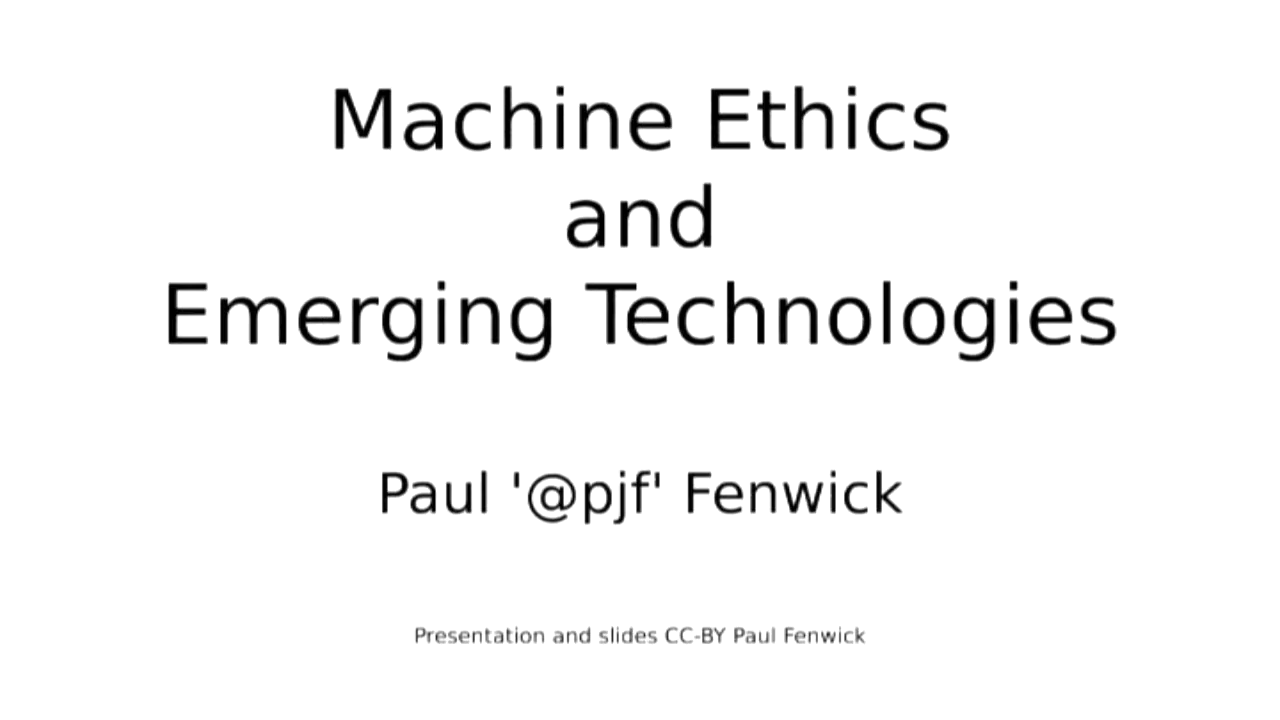 Machine Ethics
and
Emerging Technologies
Paul '@pjf' Fenwick
Presentation and slides CC-BY Paul Fenwick